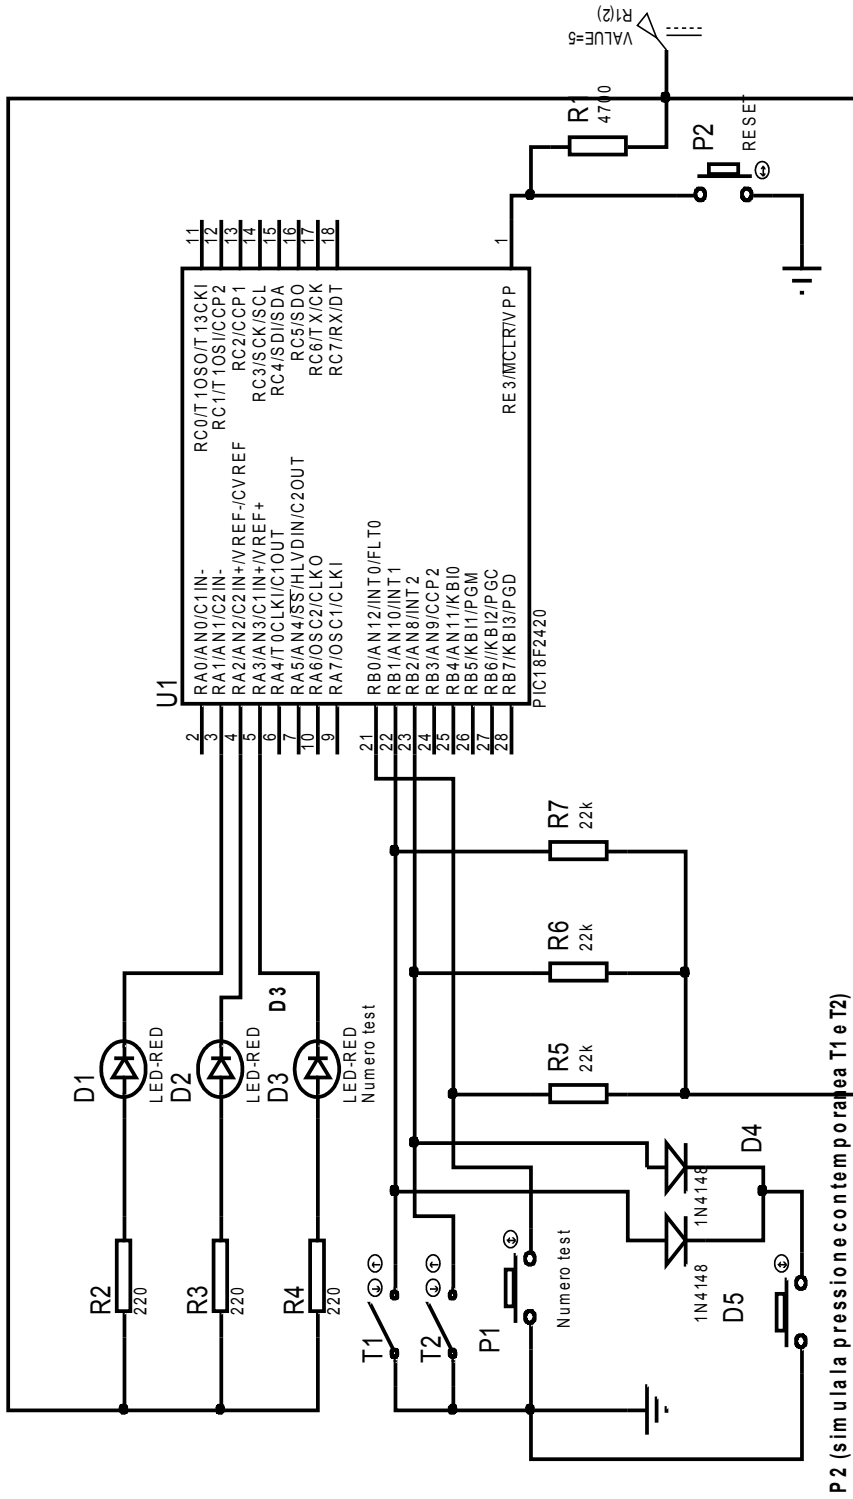 R1(2)
VALUE=5
R1
4700
P2
RESET
U1
PIC18F2420
11
12
13
14
15
16
17
18
1
RC0/T1OSO/T13CKI
RC1/T1OSI/CCP2
RC2/CCP1
RC3/SCK/SCL
RC4/SDI/SDA
RC5/SDO
RC6/TX/CK
RC7/RX/DT
RE3/MCLR/VPP
RA0/AN0/C1IN-
RA1/AN1/C2IN-
RA2/AN2/C2IN+/VREF-/CVREF
RA3/AN3/C1IN+/VREF+
RA4/T0CLKI/C1OUT
RA5/AN4/SS/HLVDIN/C2OUT
RA6/OSC2/CLKO
RA7/OSC1/CLKI
RB0/AN12/INT0/FLT0
RB1/AN10/INT1
RB2/AN8/INT2
RB3/AN9/CCP2
RB4/AN11/KBI0
RB5/KBI1/PGM
RB6//KBI2/PGC
RB7/KBI3/PGD
2
3
4
5
6
7
10
9
21
22
23
24
25
26
27
28
R7
22k
R6
22k
R5
22k
D1
LED-RED
D2
LED-RED
D3
D3
LED-RED
Numero test
R2
220
R3
220
R4
220
T1
T2
P1
Numero test
D4
1N4148
D5
1N4148
P2 (simula la pressione contemporanea T1 e T2)